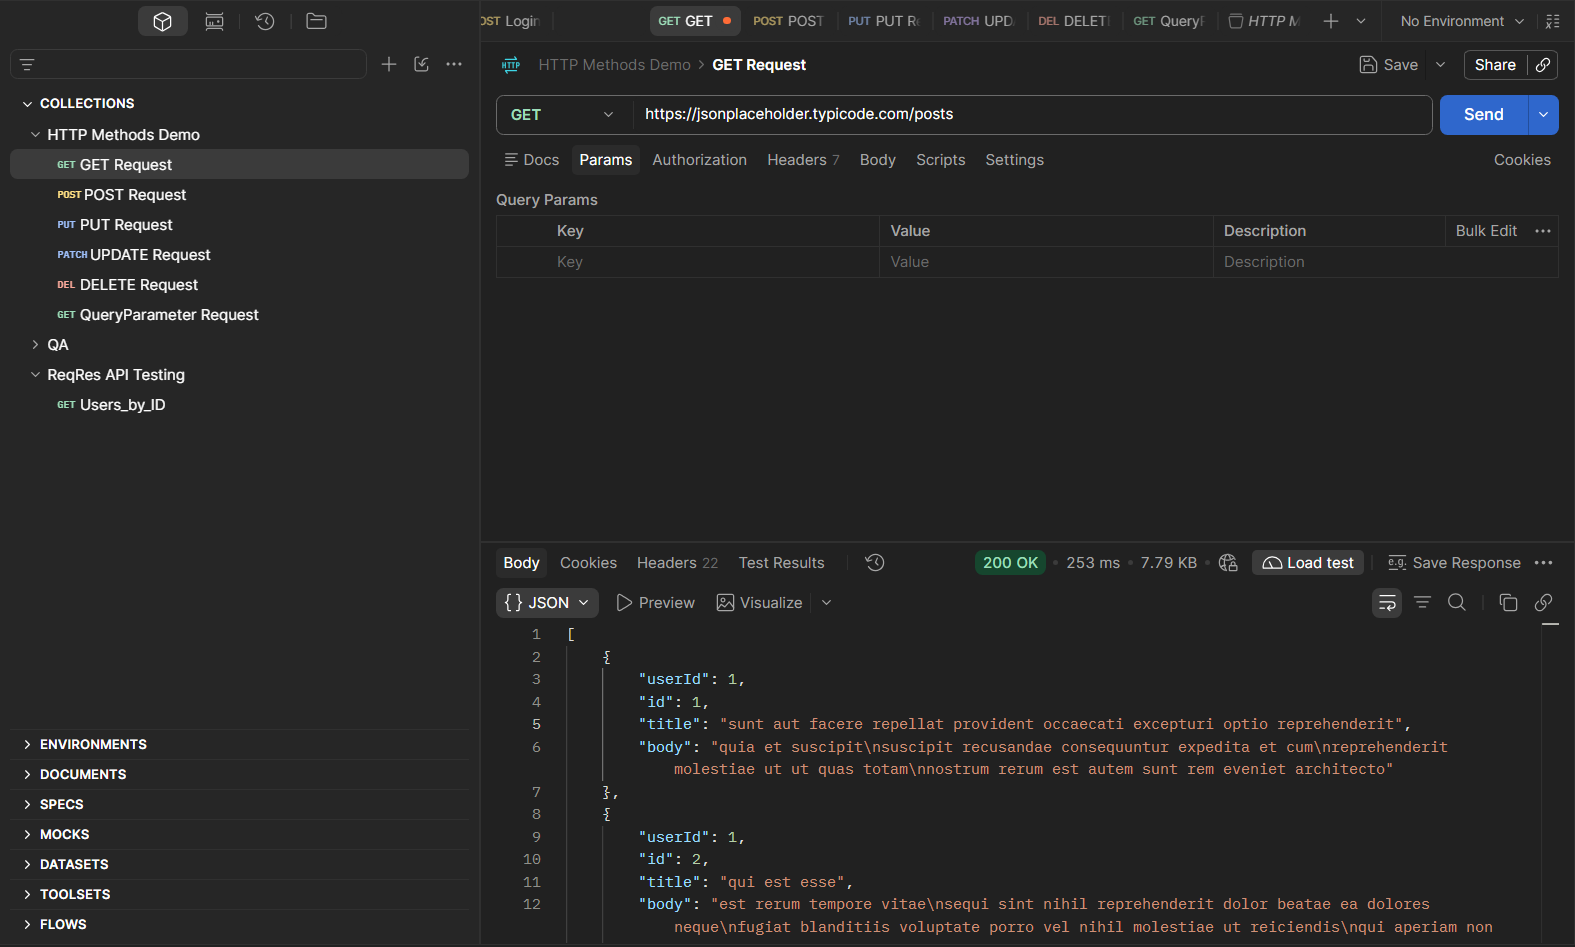 OST Login
GET GET
POST POST
PUT PUT Re
PATCH UPD
DEL DELET
GET Query
HTTP M
No Environment
HTTP Methods Demo > GET Request
Save
Share
COLLECTIONS
HTTP Methods Demo
GET GET Request
POST POST Request
PUT PUT Request
PATCH UPDATE Request
DEL DELETE Request
GET QueryParameter Request
QA
ReqRes API Testing
GET Users_by_ID
ENVIRONMENTS
DOCUMENTS
SPECS
MOCKS
DATASETS
TOOLSETS
FLOWS
GET https://jsonplaceholder.typicode.com/posts Send
Docs Params Authorization Headers 7 Body Scripts Settings Cookies
Query Params
Key Value Description Bulk Edit
Key Value Description
Body Cookies Headers 22 Test Results 200 OK • 253 ms • 7.79 KB • Load test e.g. Save Response
{} JSON Preview Visualize
1 [
2 {
3 "userId": 1,
4 "id": 1,
5 "title": "sunt aut facere repellat provident occaecati excepturi optio reprehenderit",
6 "body": "quia et suscipit\nsuscipit recusandae consequuntur expedita et cum\nreprehenderit
molestiae ut ut quas totam\nnostrum rerum est autem sunt rem eveniet architecto"
7 },
8 {
9 "userId": 1,
10 "id": 2,
11 "title": "qui est esse",
12 "body": "est rerum tempore vitae\nsequi sint nihil reprehenderit dolor beatae ea dolores
neque\nfugiat blanditiis voluptate porro vel nihil molestiae ut reiciendis\nqui aperiam non